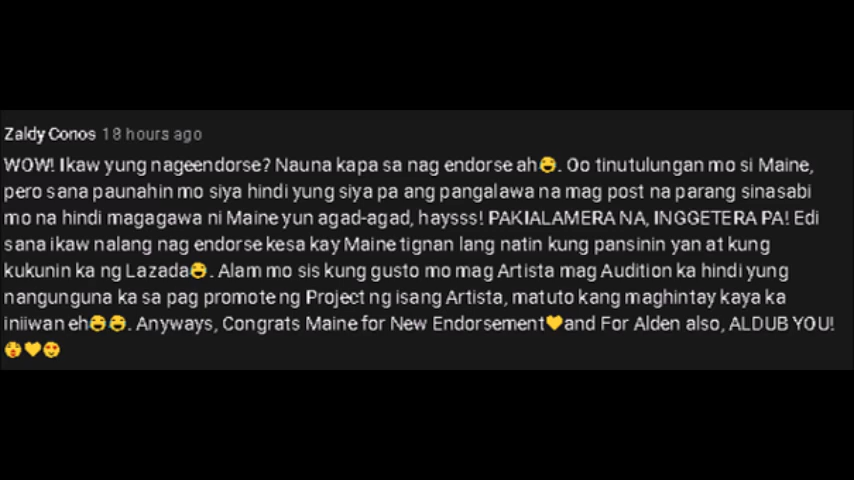 Zaldy Conos 18 hours ago
WOW! Ikaw yung nageendorse? Nauna kapa sa nag endorse ah😂. Oo tinutulungan mo si Maine,
pero sana paunahin mo siya hindi yung siya pa ang pangalawa na mag post na parang sinasabi
mo na hindi magagawa ni Maine yun agad-agad, haysss! PAKIALAMERA NA, INGGETERA PA! Edi
sana ikaw nalang nag endorse kesa kay Maine tignan lang natin kung pansinin yan at kung
kukunin ka ng Lazada😂. Alam mo sis kung gusto mo mag Artista mag Audition ka hindi yung
nangunguna ka sa pag promote ng Project ng isang Artista, matuto kang maghintay kaya ka
iniiwan eh😂😂. Anyways, Congrats Maine for New Endorsement💛and For Alden also, ALDUB YOU!
😘💛😍